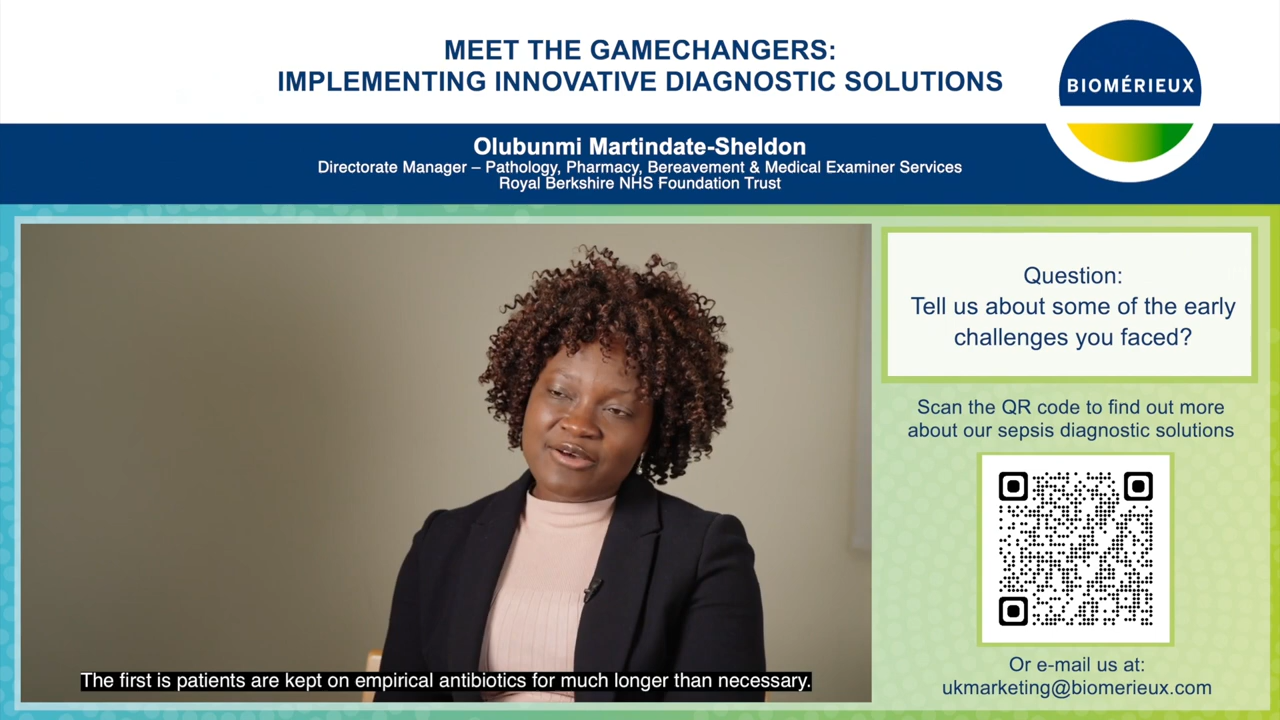 MEET THE GAMECHANGERS:
IMPLEMENTING INNOVATIVE DIAGNOSTIC SOLUTIONS
BIOMÉRIEUX
Olubunmi Martindate-Sheldon
Directorate Manager – Pathology, Pharmacy, Bereavement & Medical Examiner Services
Royal Berkshire NHS Foundation Trust
Question:
Tell us about some of the early
challenges you faced?
Scan the QR code to find out more
about our sepsis diagnostic solutions
Or e-mail us at:
ukmarketing@biomerieux.com
The first is patients are kept on empirical antibiotics for much longer than necessary.